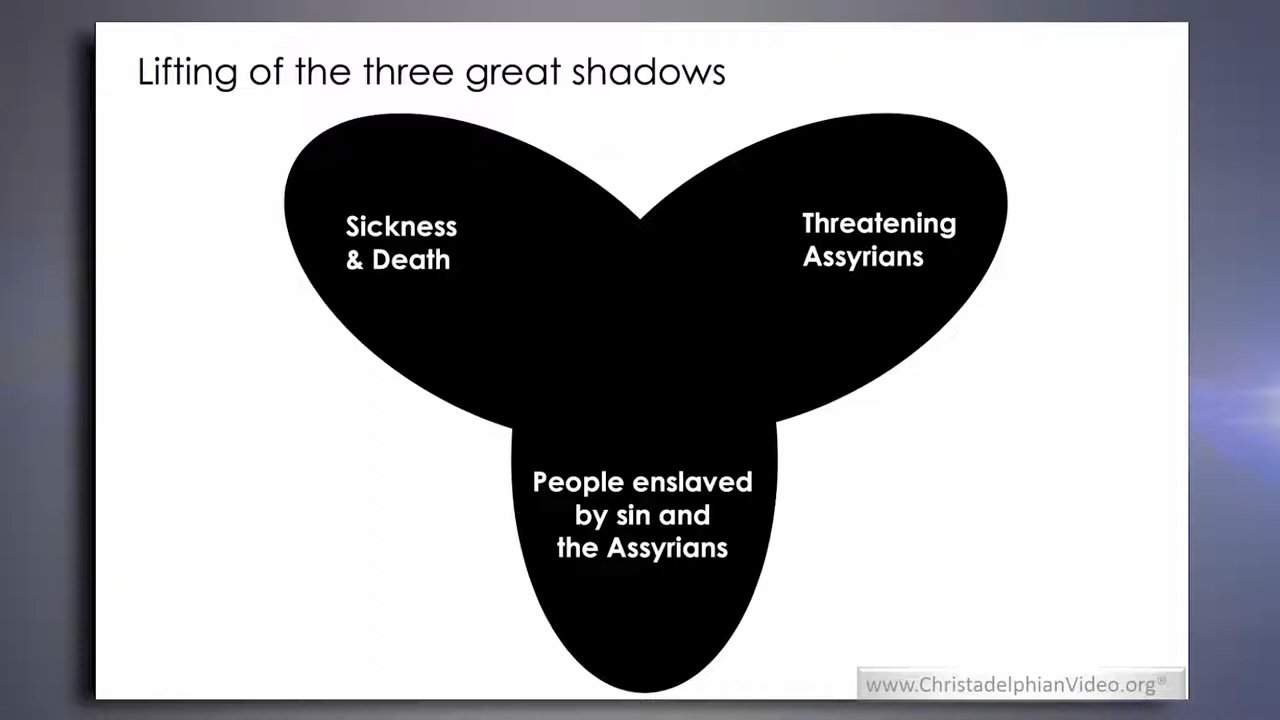 Lifting of the three great shadows
Sickness
& Death
Threatening
Assyrians
People enslaved
by sin and
the Assyrians
www.ChristadelphianVideo.org®